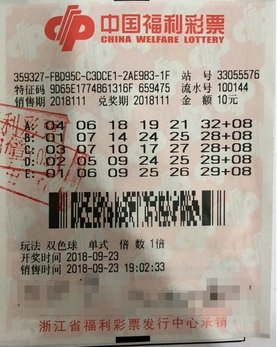 中国福利彩票
CHINA WELFARE LOTTERY
359327-FBD95C-C3DCE1-2AE983-1F 站 号 33055576
特征码 9D65E1774861316F 659475 流水号 100144
销售期 2018111 兑奖期 2018111 金 额 10元
A: 04 06 18 19 21 32+08
B: 01 07 14 24 25 28+08
C: 02 05 09 24 25 29+08
D: 03 04 09 14 25 28+08
E: 01 06 09 25 26 29+08
玩法 双色球 单式 倍 数 1倍
开奖时间 2018-09-23
销售时间 2018-09-23 19:02:33
浙江省福利彩票发行中心承销